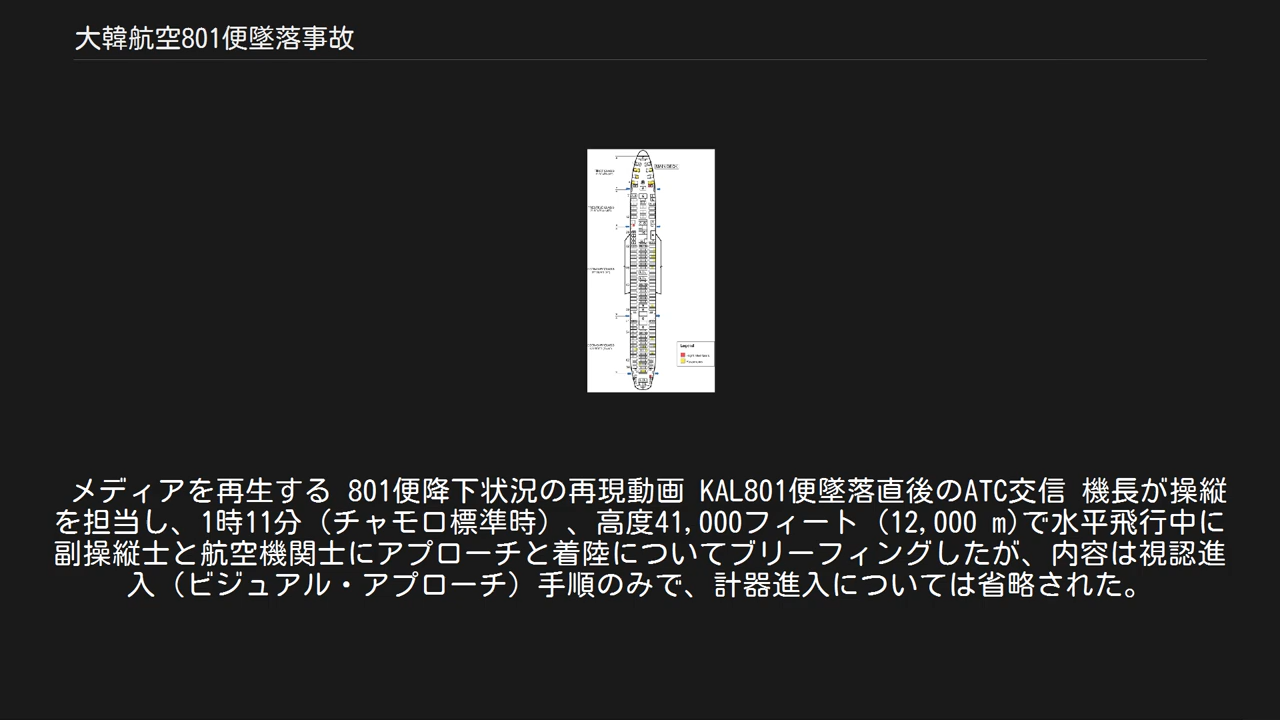 大韓航空801便墜落事故
MAIN DECK
Legend
メディアを再生する 801便降下状況の再現動画 KAL801便墜落直後のATC交信 機長が操縦
を担当し、1時11分（チャモロ標準時）、高度41,000フィート (12,000 m)で水平飛行中に
副操縦士と航空機関士にアプローチと着陸についてブリーフィングしたが、内容は視認進
入（ビジュアル・アプローチ）手順のみで、計器進入については省略された。